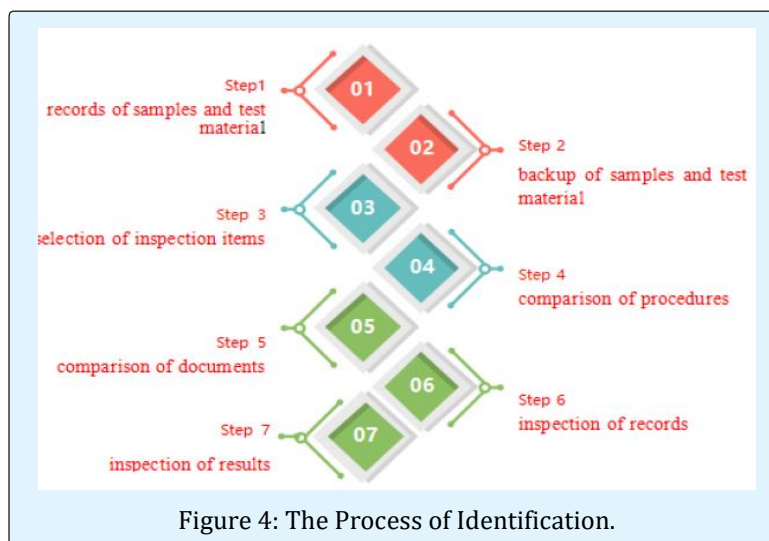 Step1
records of samples and test
material
01
02
Step 2
backup of samples and test
material
03
Step 3
selection of inspection items
04
Step 4
comparison of procedures
05
Step 5
comparison of documents
06
Step 6
inspection of records
07
Step 7
inspection of results
Figure 4: The Process of Identification.